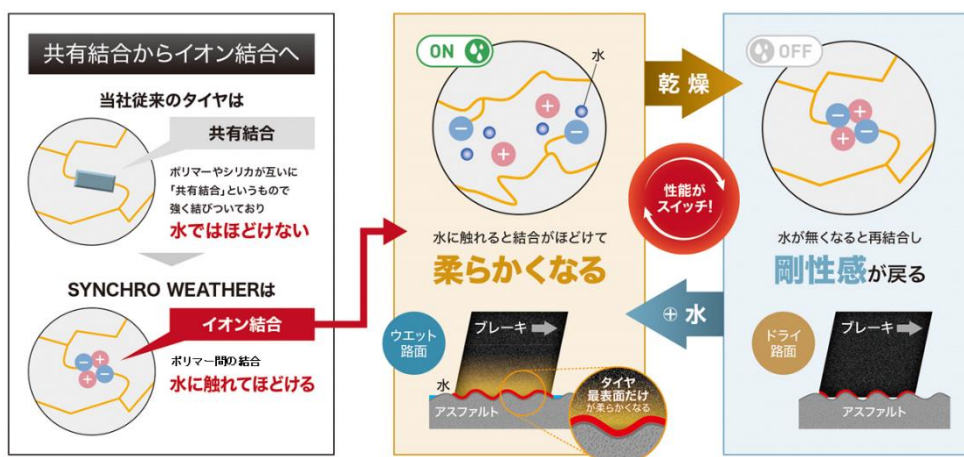 共有結合からイオン結合へ
当社従来のタイヤは
共有結合
ポリマーやシリカが互いに
「共有結合」というもので
強く結びついており
水ではほどけない
SYNCHRO WEATHERは
イオン結合
ポリマー間の結合
水に触れてほどける
ON
水
水に触れると結合がほどけて
柔らかくなる
ウエット
路面
ブレーキ
水
アスファルト
タイヤ
最表面だけ
が柔らかくなる
乾燥
性能が
スイッチ!
⊕水
OFF
水が無くなると再結合し
剛性感が戻る
ドライ
路面
ブレーキ
アスファルト